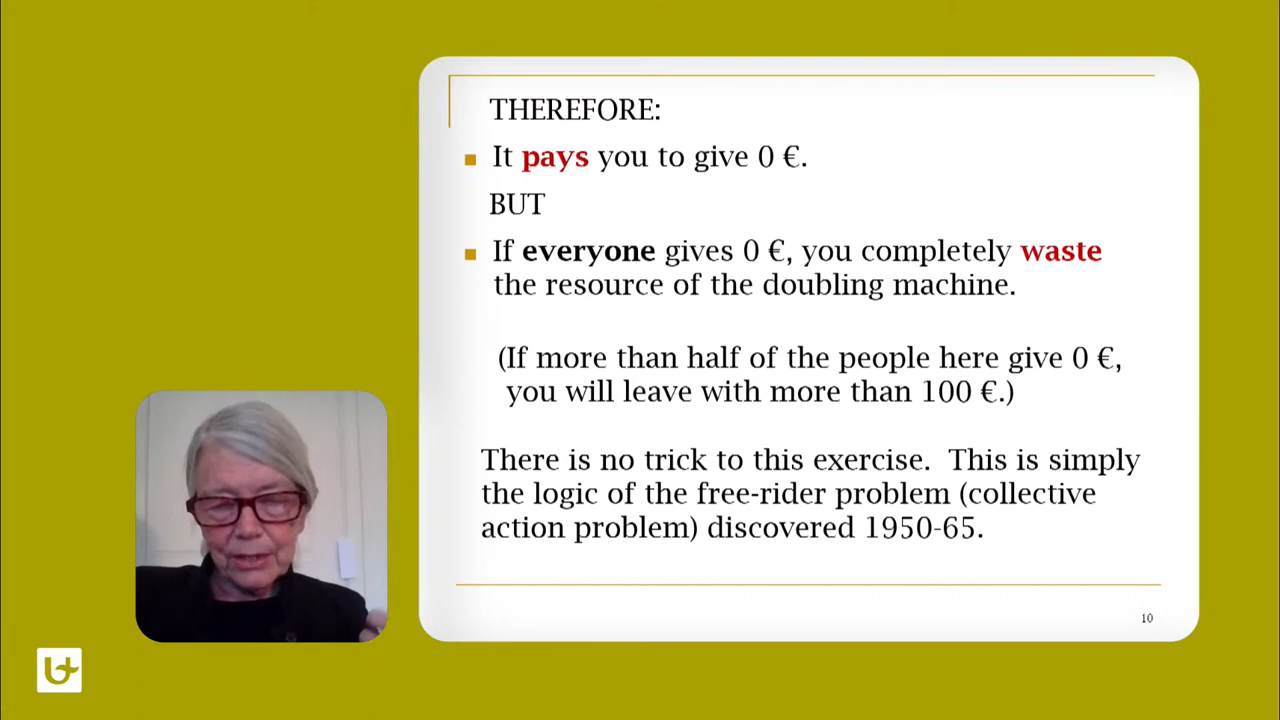 THEREFORE:
It pays you to give 0 €.
BUT
If everyone gives 0 €, you completely waste
the resource of the doubling machine.
(If more than half of the people here give 0 €,
you will leave with more than 100 €.)
There is no trick to this exercise. This is simply
the logic of the free-rider problem (collective
action problem) discovered 1950-65.
10